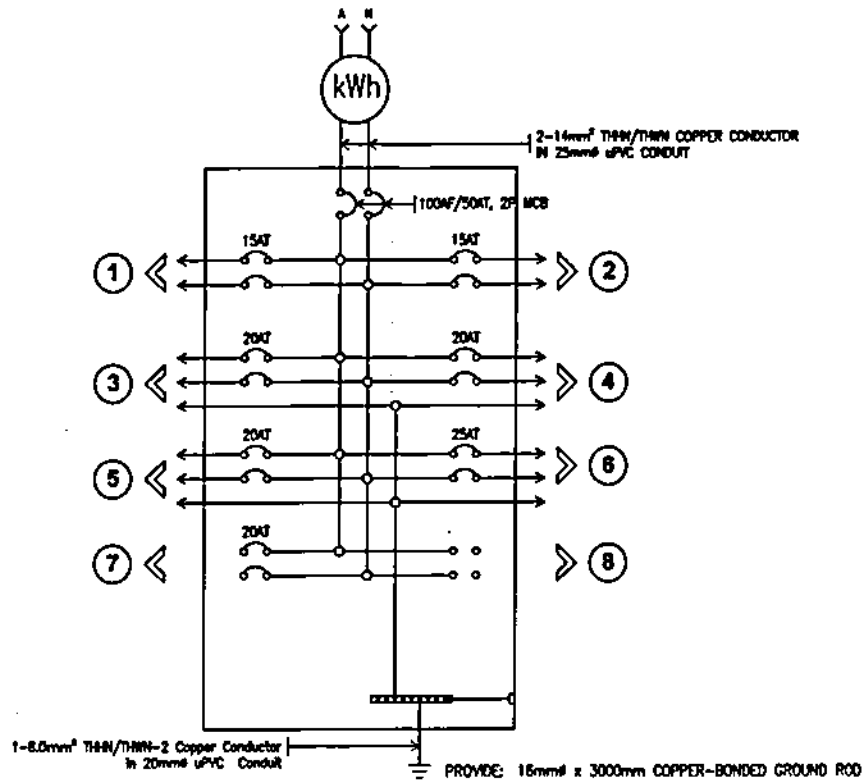 A N
kWh
2-14mm² THHN/THWN COPPER CONDUCTOR
IN 25mmø uPVC CONDUIT
100AF/50AT, 2P MCB
15AT 15AT
1 2
20AT 20AT
3 4
20AT 25AT
5 6
20AT
7 8
1-8.0mm² THHN/THWN-2 Copper Conductor
in 20mmø uPVC Conduit
PROVIDE: 16mmø x 3000mm COPPER-BONDED GROUND ROD